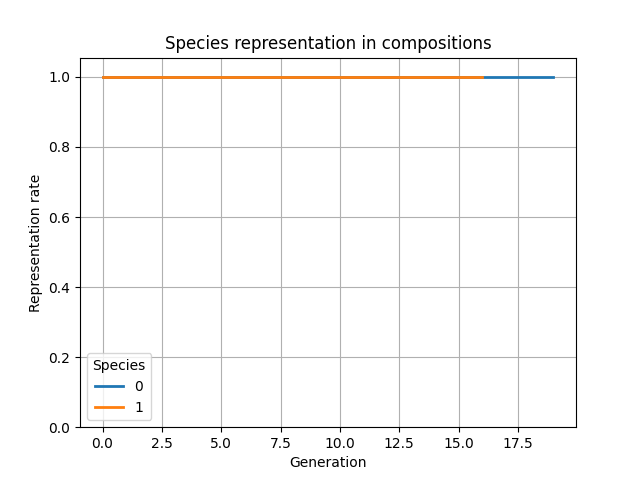 Species representation in compositions
1.0
0.8
0.6
0.4
0.2
0.0
Representation rate
Species
0
1
0.0 2.5 5.0 7.5 10.0 12.5 15.0 17.5
Generation